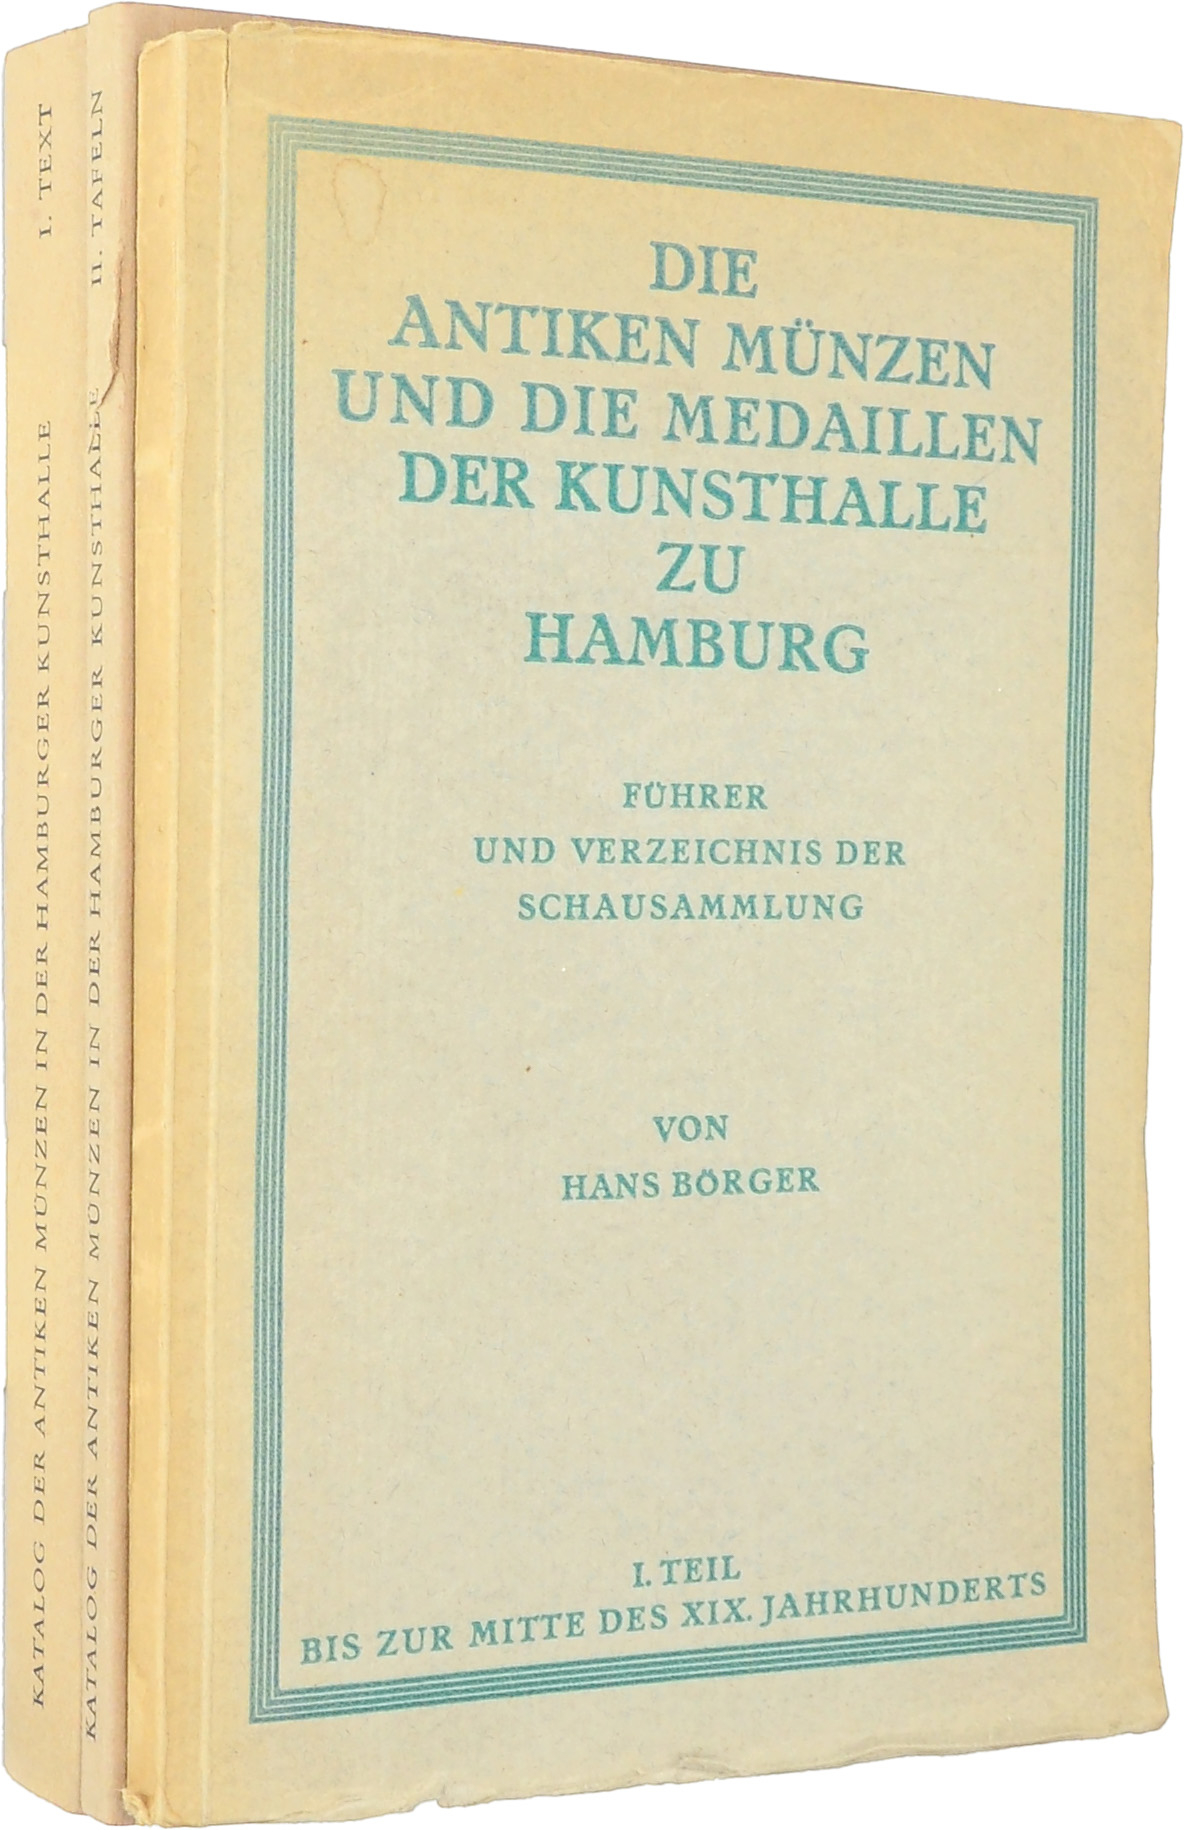 KATALOG DER ANTIKEN MÜNZEN IN DER HAMBURGER KUNSTHALLE I. TEXT
KATALOG DER ANTIKEN MÜNZEN IN DER HAMBURGER KUNSTHALLE II. TAFELN
DIE
ANTIKEN MÜNZEN
UND DIE MEDAILLEN
DER KUNSTHALLE
ZU
HAMBURG
FÜHRER
UND VERZEICHNIS DER
SCHAUSAMMLUNG
VON
HANS BÖRGER
I. TEIL
BIS ZUR MITTE DES XIX. JAHRHUNDERTS